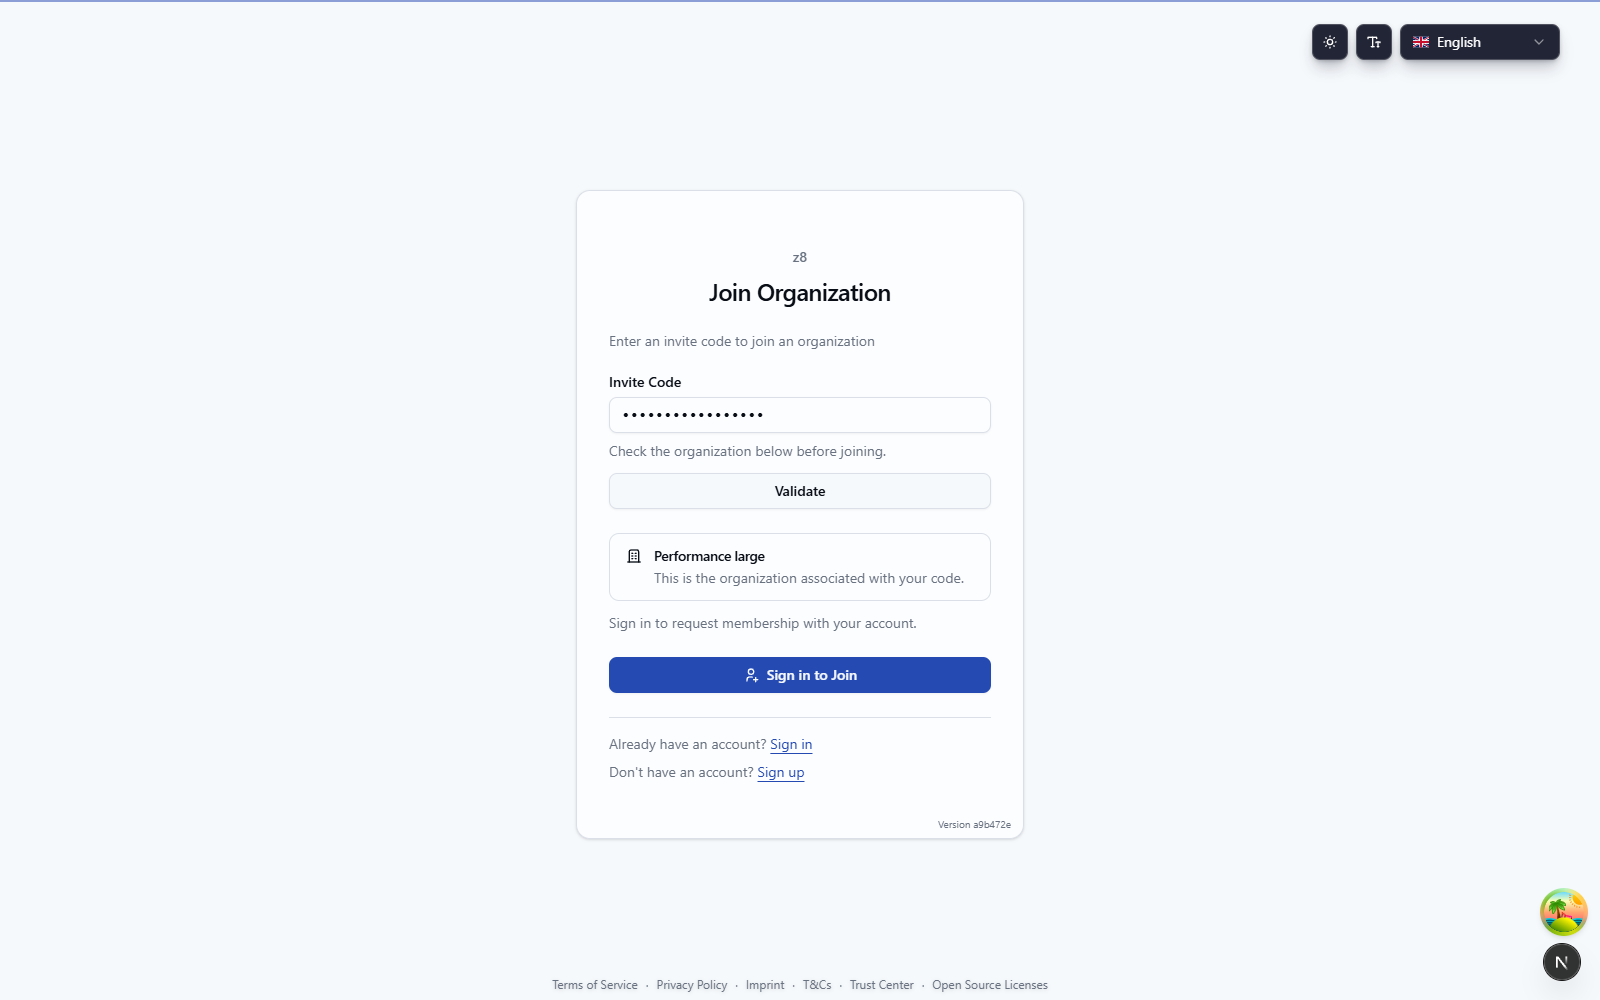 English
z8
Join Organization
Enter an invite code to join an organization
Invite Code
•••••••••••••••••
Check the organization below before joining.
Validate
Performance large
This is the organization associated with your code.
Sign in to request membership with your account.
Sign in to Join
Already have an account? Sign in
Don't have an account? Sign up
Version a9b472e
N
Terms of Service · Privacy Policy · Imprint · T&Cs · Trust Center · Open Source Licenses